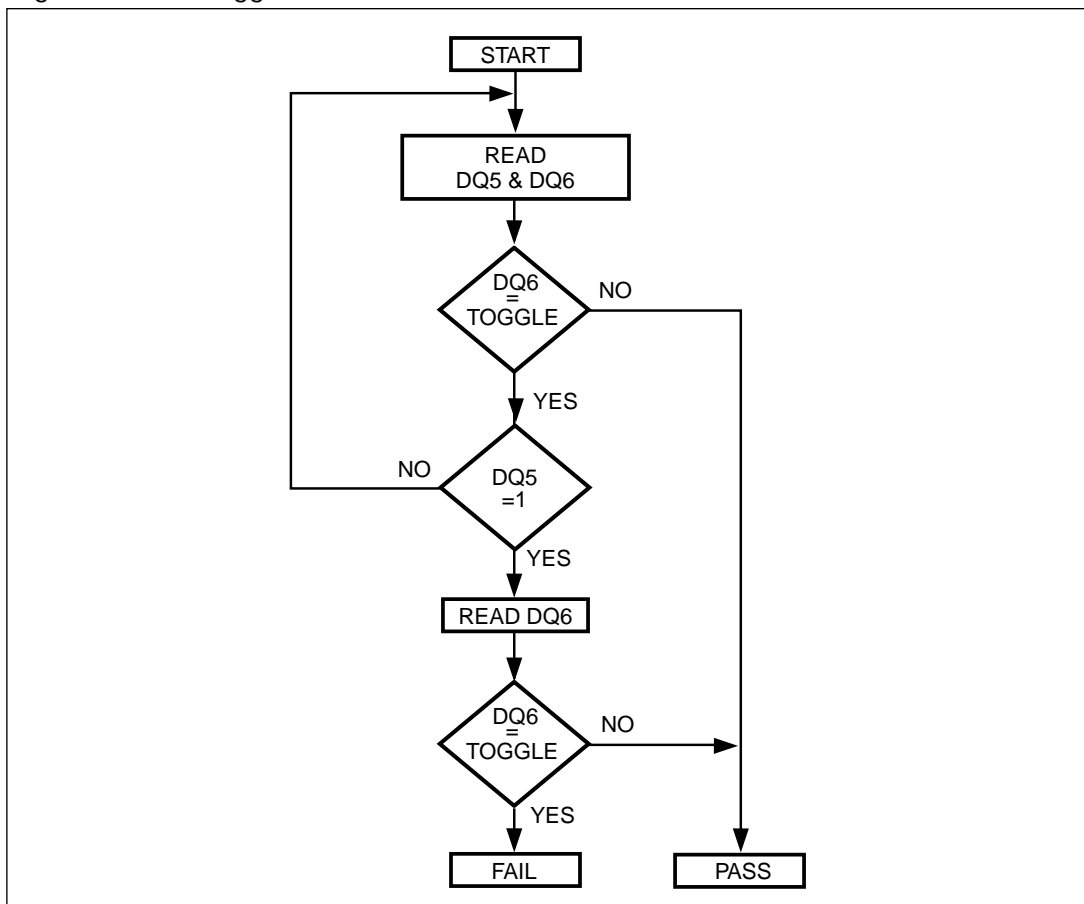 START
READ
DQ5 & DQ6
DQ6
=
TOGGLE
NO
YES
NO
DQ5
=1
YES
READ DQ6
DQ6
=
TOGGLE
NO
YES
FAIL
PASS